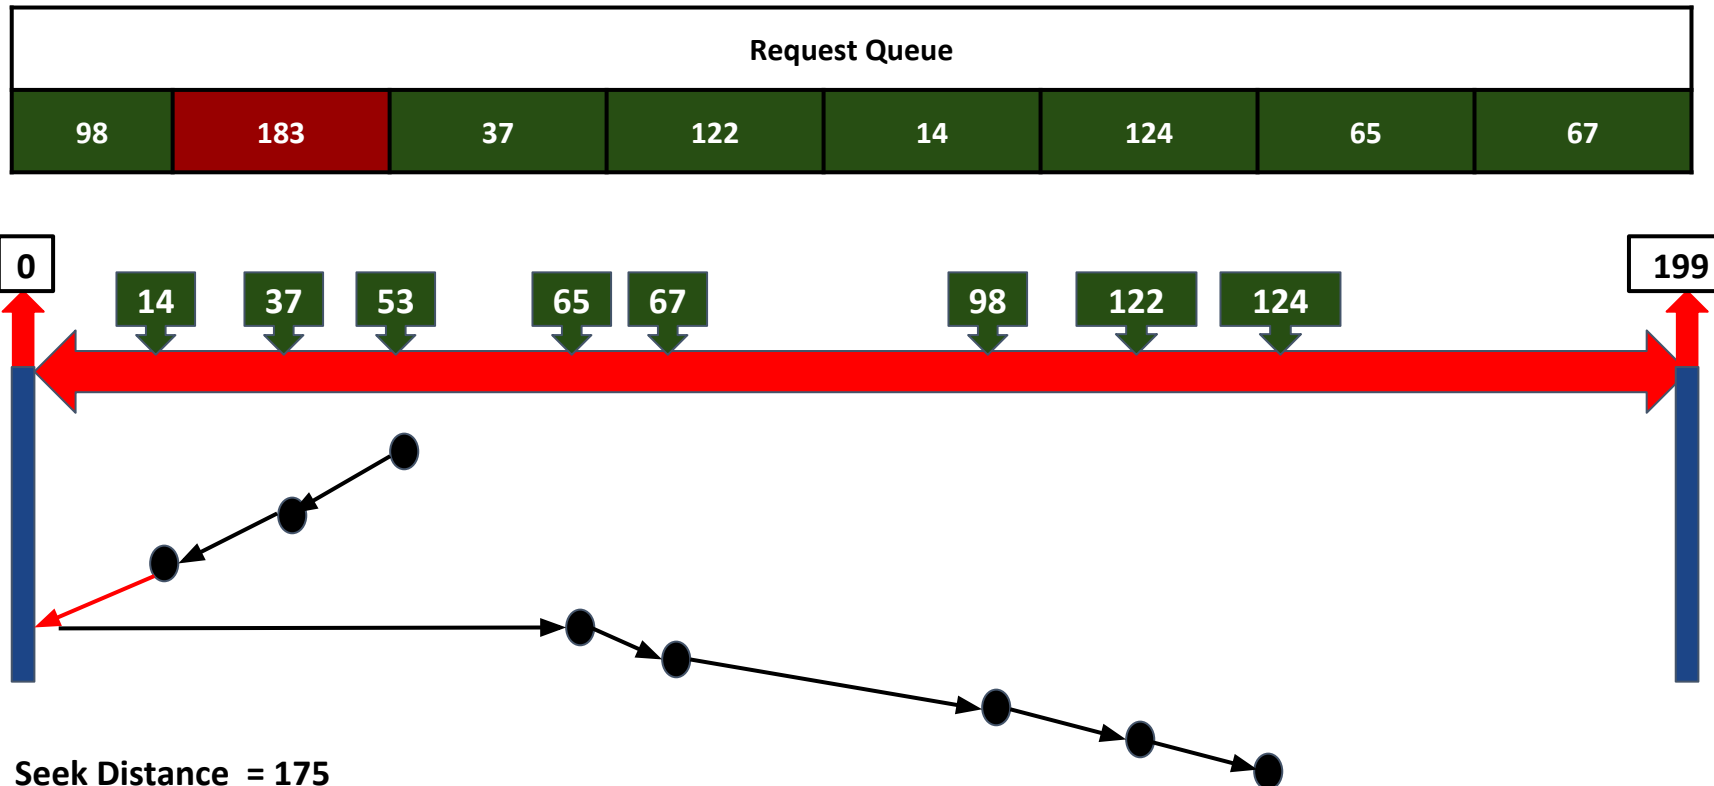 Request Queue
98 183 37 122 14 124 65 67
0 199
14 37 53 65 67 98 122 124
Seek Distance = 175